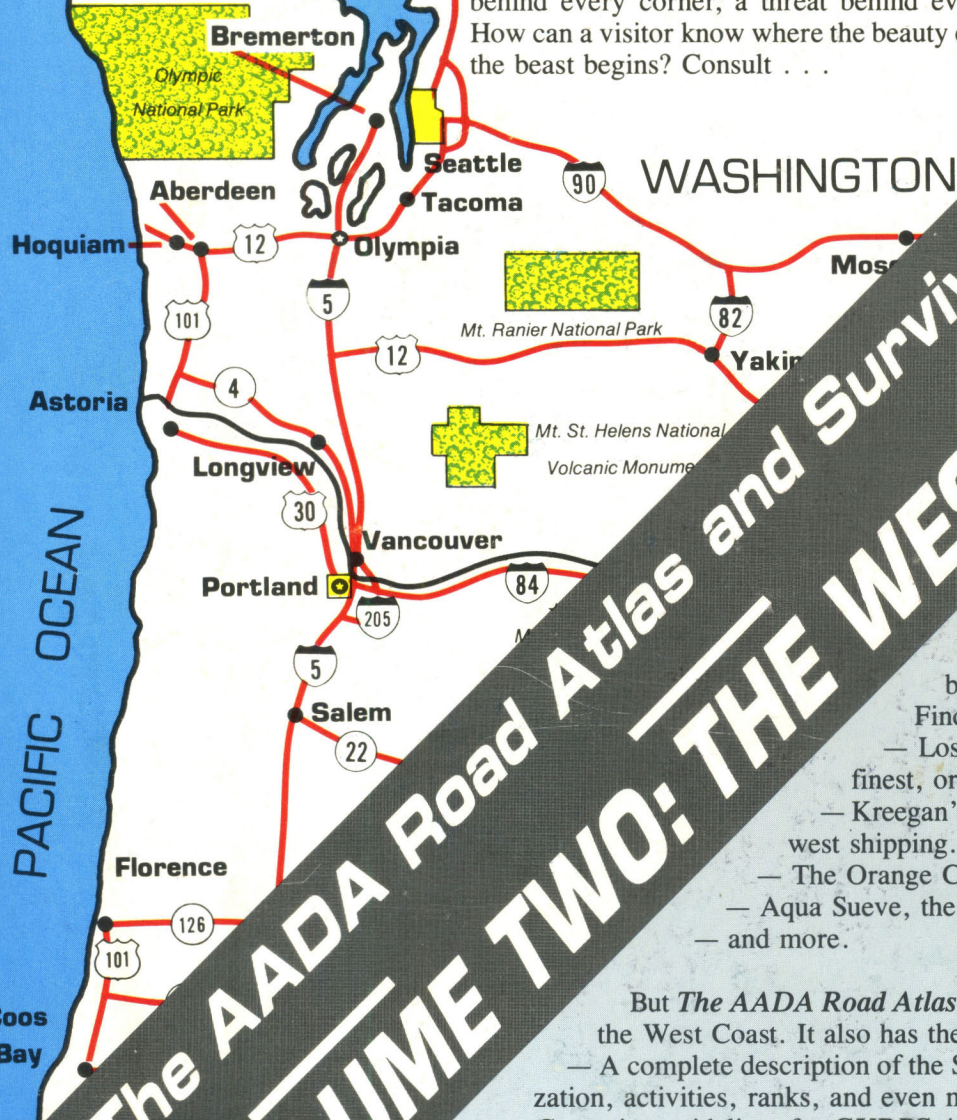 behind every corner, a threat behind
How can a visitor know where the beauty
the beast begins? Consult . . .
Bremerton
Olympic
National Park
Seattle
90
WASHINGTON
Aberdeen
Tacoma
Hoquiam
12
Olympia
Mos
5
101
82
Mt. Ranier National Park
12
Yakim
4
Astoria
Mt. St. Helens National
Longview
Volcanic Monume
30
Vancouver
Portland
84
205
5
Salem
22
PACIFIC OCEAN
Florence
126
101
Coos
Bay
The AADA Road Atlas and Surviv
UME TWO: THE WES
b
Find
— Los
finest, or
— Kreegan’
west shipping.
— The Orange C
— Aqua Sueve, the
— and more.
But The AADA Road Atlas
the West Coast. It also has the
— A complete description of the S
zation, activities, ranks, and even m